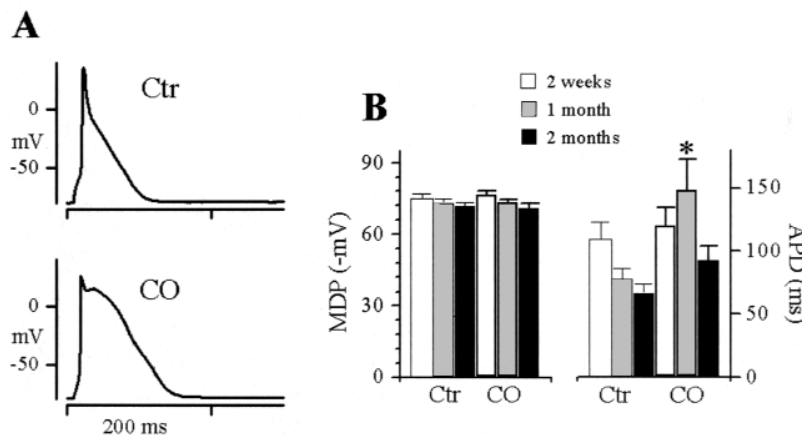 A
Ctr
0
mV
-50
CO
0
mV
-50
200 ms
B
2 weeks
1 month
2 months
*
90
60
30
0
MDP (-mV)
Ctr CO
150
100
50
0
APD (ms)
Ctr CO